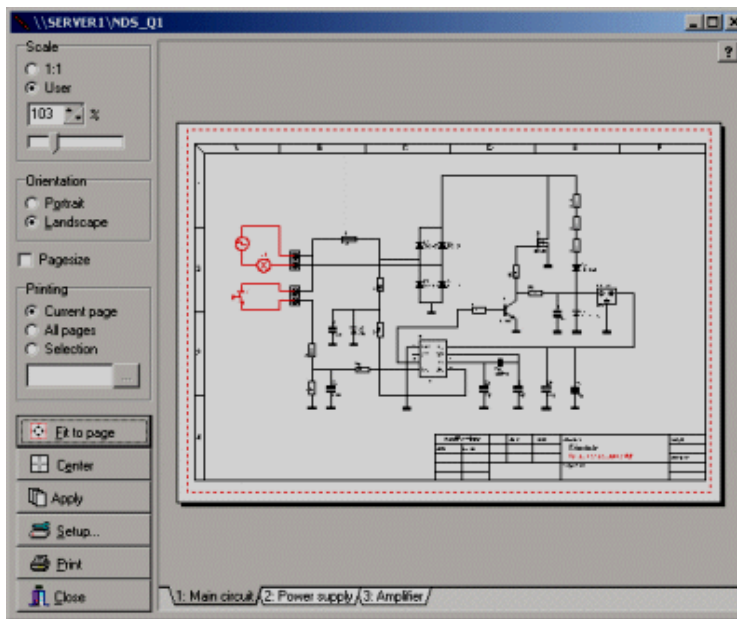 \\SERVER1\NDS_Q1
Scale
1:1
User
103 %
Orientation
Portrait
Landscape
Pagesize
Printing
Current page
All pages
Selection
...
Fit to page
Center
Apply
Setup...
Print
Close
?
A B C D E F
1: Main circuit 2: Power supply 3: Amplifier